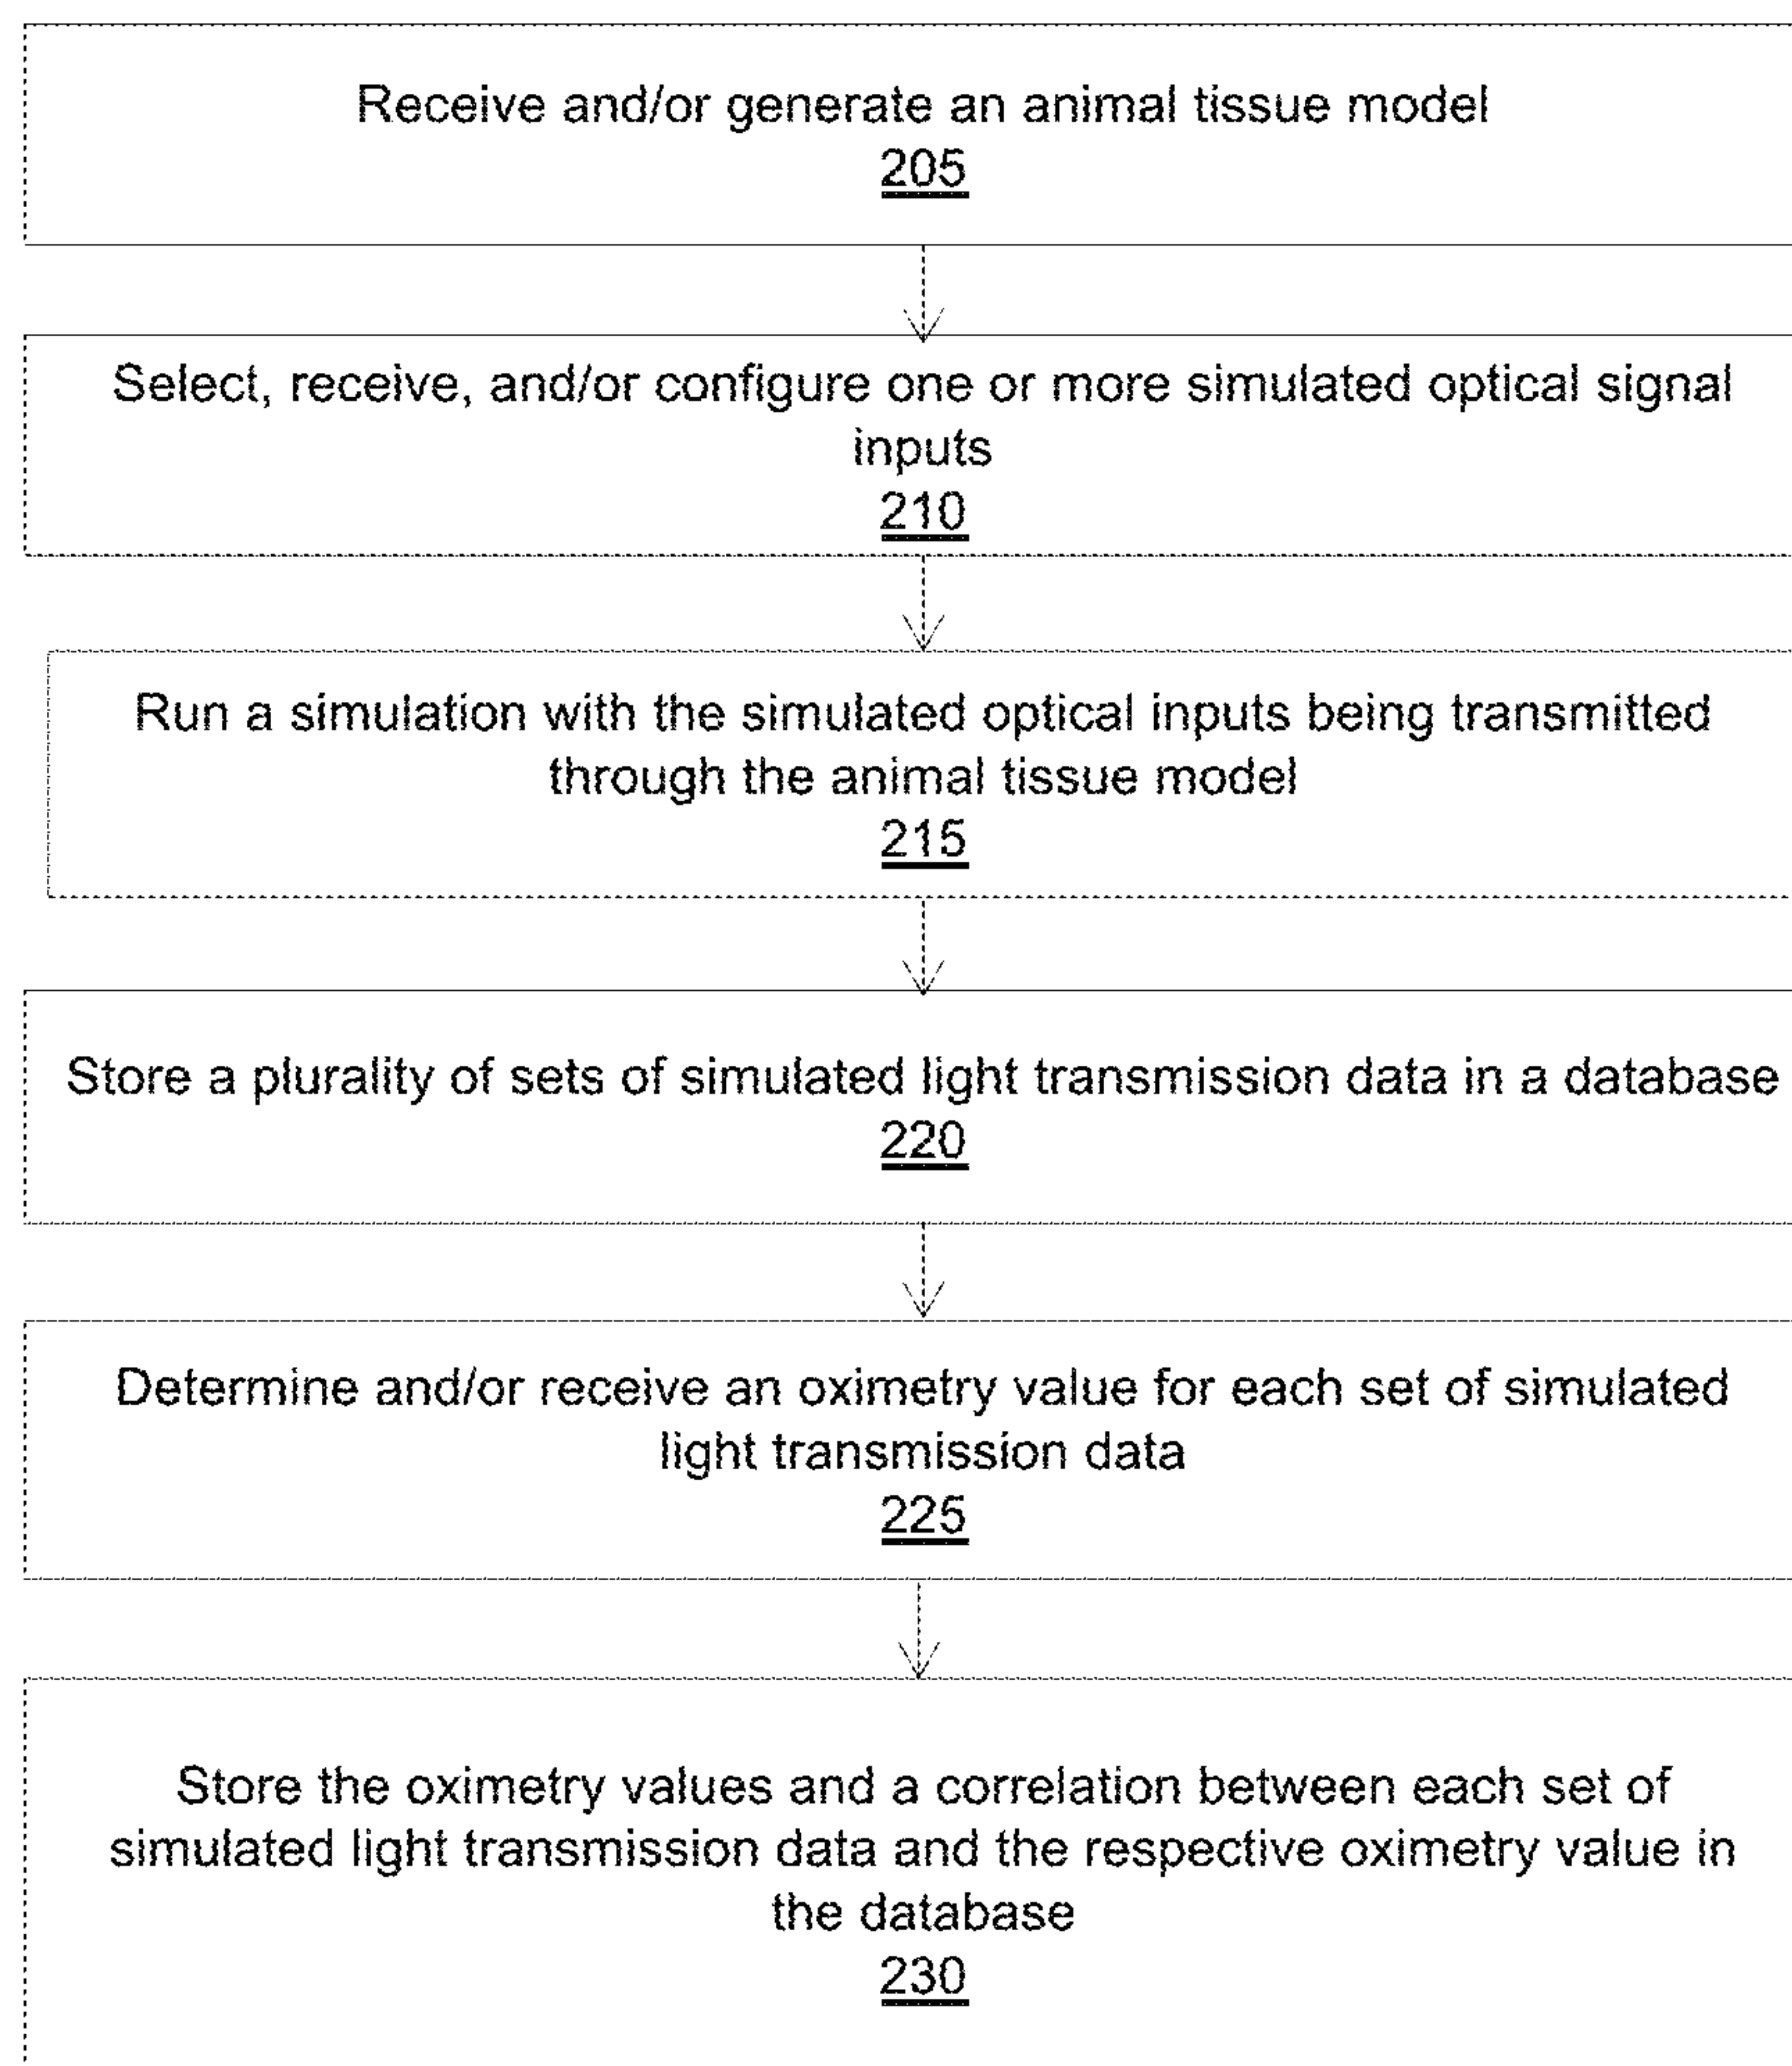 Receive and/or generate an animal tissue model
205
Select, receive, and/or configure one or more simulated optical signal
inputs
210
Run a simulation with the simulated optical inputs being transmitted
through the animal tissue model
215
Store a plurality of sets of simulated light transmission data in a database
220
Determine and/or receive an oximetry value for each set of simulated
light transmission data
225
Store the oximetry values and a correlation between each set of
simulated light transmission data and the respective oximetry value in
the database
230